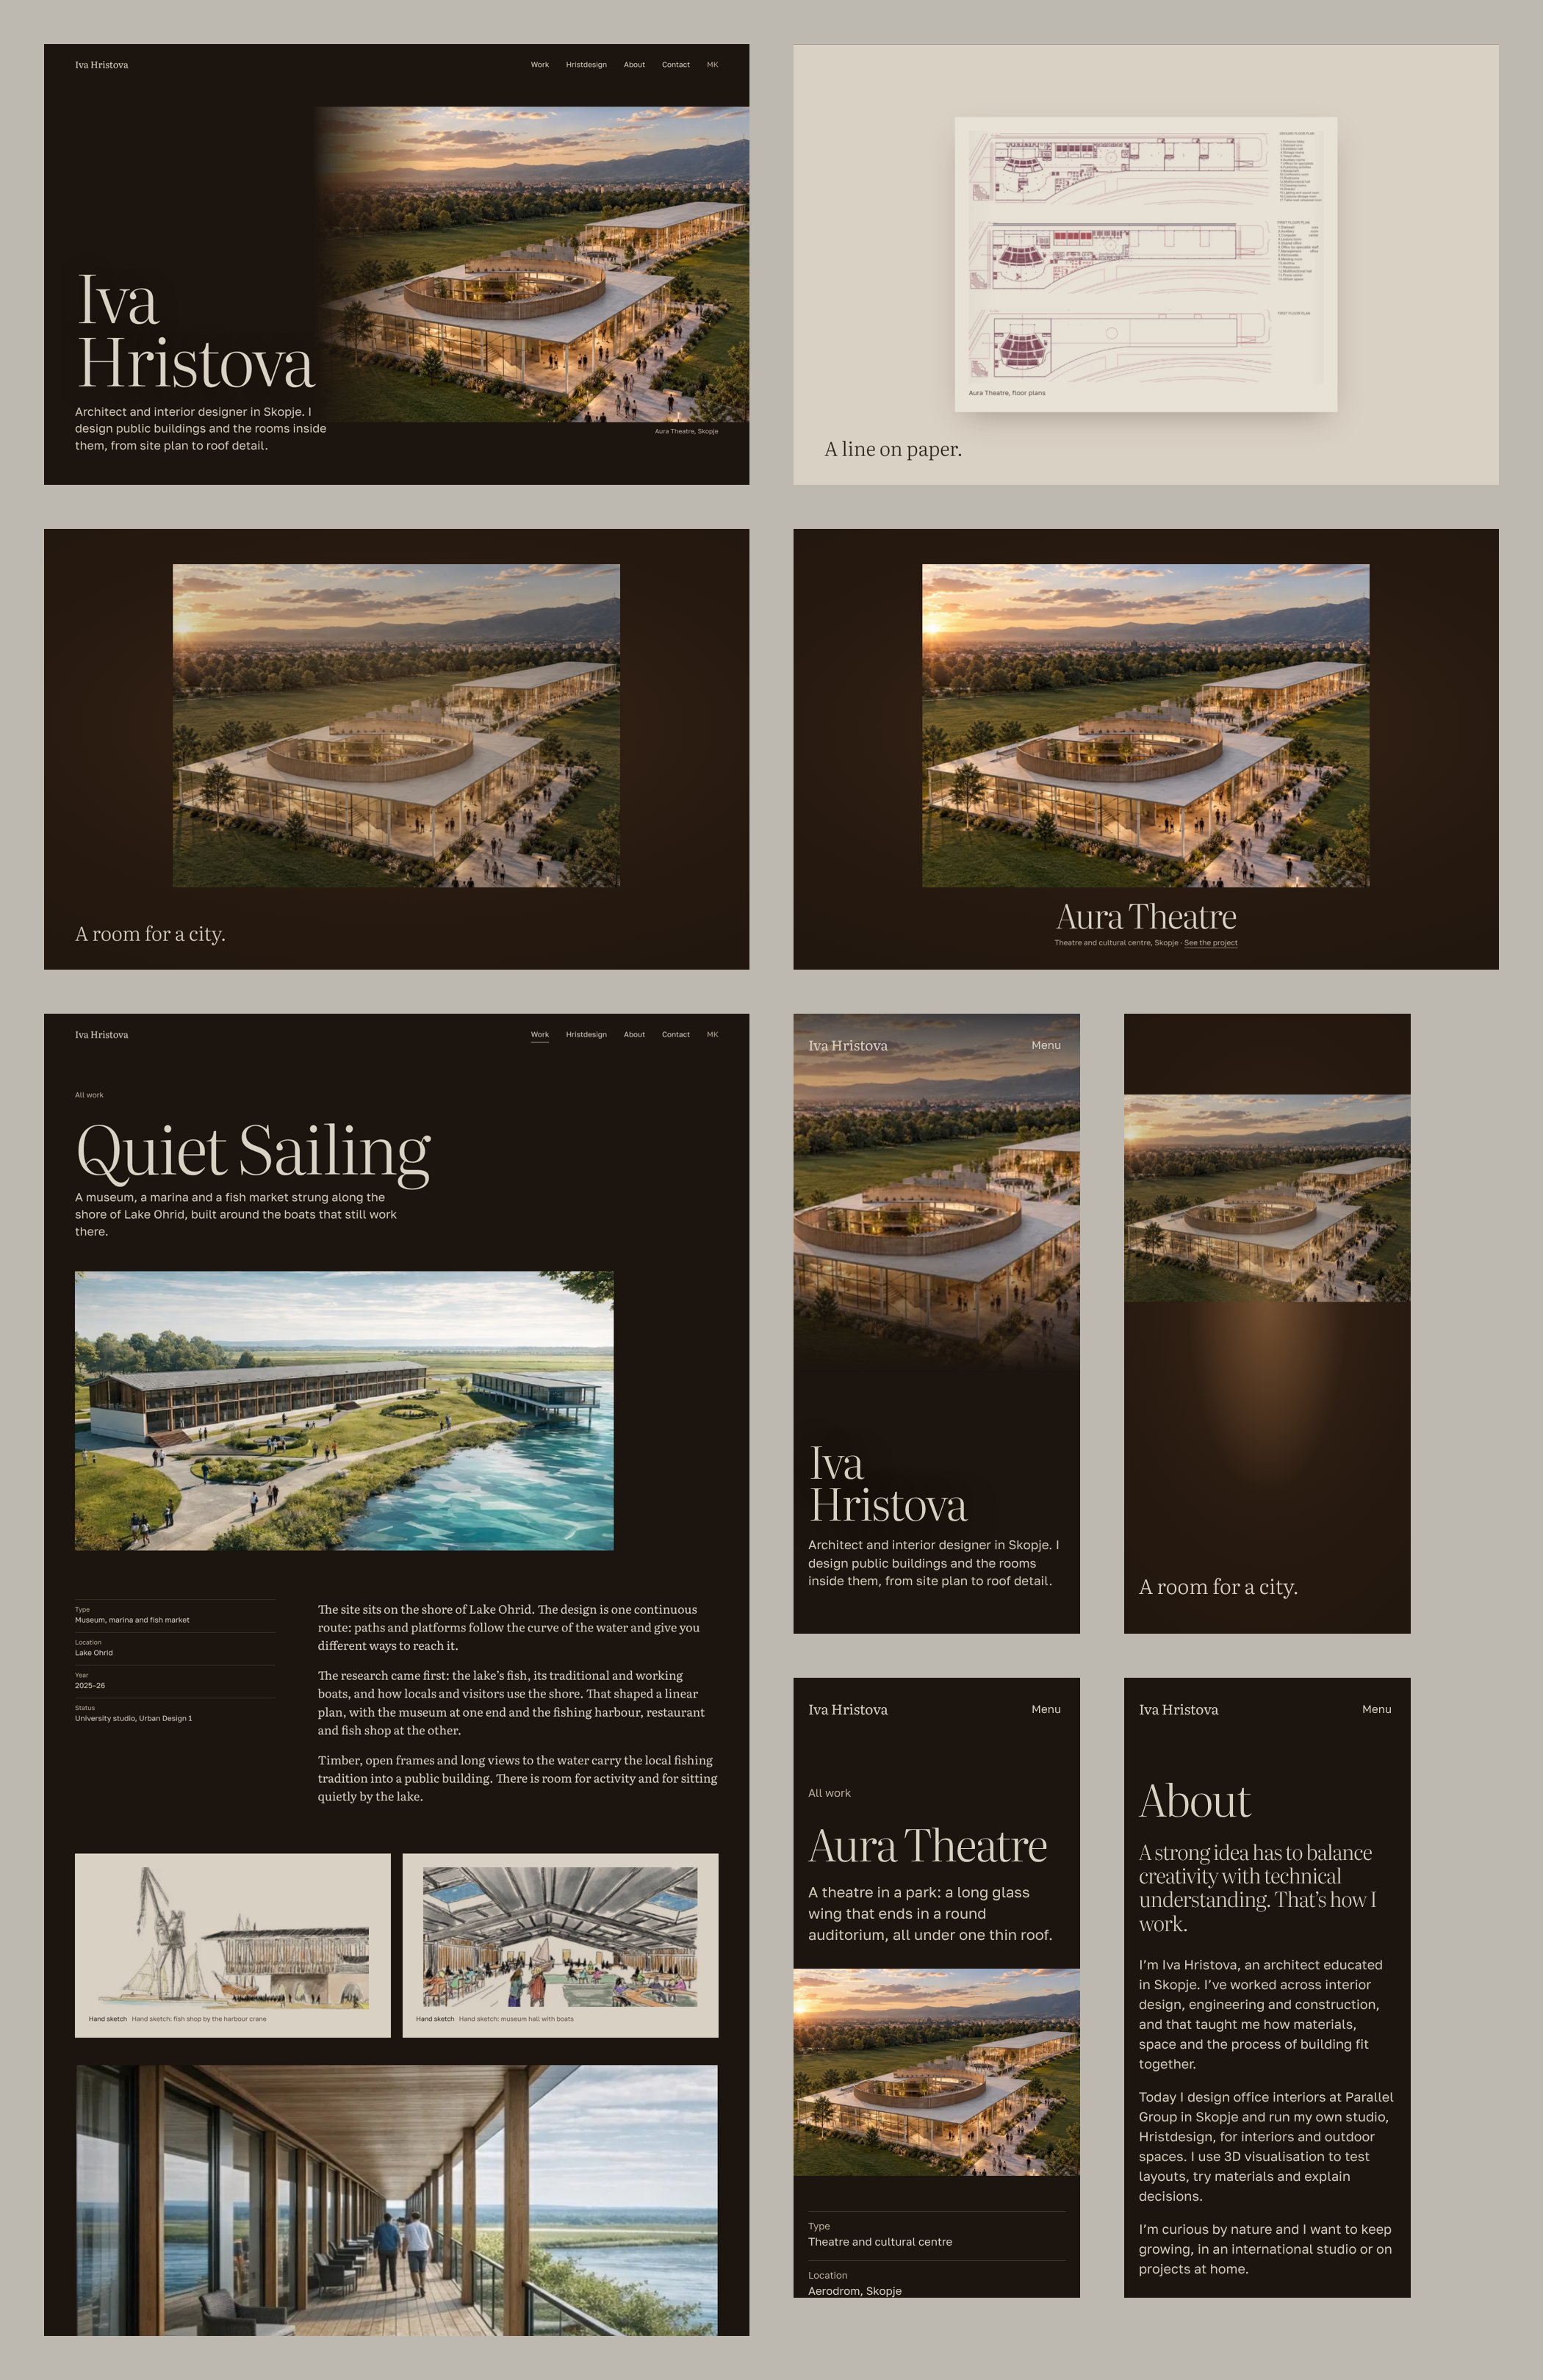 Iva Hristova
Work Hristdesign About Contact MK
Iva
Hristova
Architect and interior designer in Skopje. I
design public buildings and the rooms inside
them, from site plan to roof detail.
Aura Theatre, Skopje
GROUND FLOOR PLAN
FIRST FLOOR PLAN
FIRST FLOOR PLAN
Aura Theatre, floor plans
A line on paper.
A room for a city.
Aura Theatre
Theatre and cultural centre, Skopje · See the project
Iva Hristova
Work Hristdesign About Contact MK
All work
Quiet Sailing
A museum, a marina and a fish market strung along the
shore of Lake Ohrid, built around the boats that still work
there.
Type
Museum, marina and fish market
Location
Lake Ohrid
Year
2025–26
Status
University studio, Urban Design 1
The site sits on the shore of Lake Ohrid. The design is one continuous
route: paths and platforms follow the curve of the water and give you
different ways to reach it.
The research came first: the lake’s fish, its traditional and working
boats, and how locals and visitors use the shore. That shaped a linear
plan, with the museum at one end and the fishing harbour, restaurant
and fish shop at the other.
Timber, open frames and long views to the water carry the local fishing
tradition into a public building. There is room for activity and for sitting
quietly by the lake.
Hand sketch Hand sketch: fish shop by the harbour crane
Hand sketch Hand sketch: museum hall with boats
Iva Hristova
Menu
Iva
Hristova
Architect and interior designer in Skopje. I
design public buildings and the rooms
inside them, from site plan to roof detail.
A room for a city.
Iva Hristova
Menu
All work
Aura Theatre
A theatre in a park: a long glass
wing that ends in a round
auditorium, all under one thin roof.
Type
Theatre and cultural centre
Location
Aerodrom, Skopje
Iva Hristova
Menu
About
A strong idea has to balance
creativity with technical
understanding. That’s how I
work.
I’m Iva Hristova, an architect educated
in Skopje. I’ve worked across interior
design, engineering and construction,
and that taught me how materials,
space and the process of building fit
together.
Today I design office interiors at Parallel
Group in Skopje and run my own studio,
Hristdesign, for interiors and outdoor
spaces. I use 3D visualisation to test
layouts, try materials and explain
decisions.
I’m curious by nature and I want to keep
growing, in an international studio or on
projects at home.